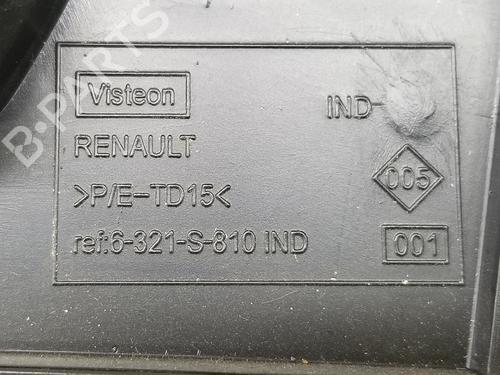 Visteon
IND
RENAULT
>P/E-TD15<
005
ref:6-321-S-810 IND
001
B-PARTS